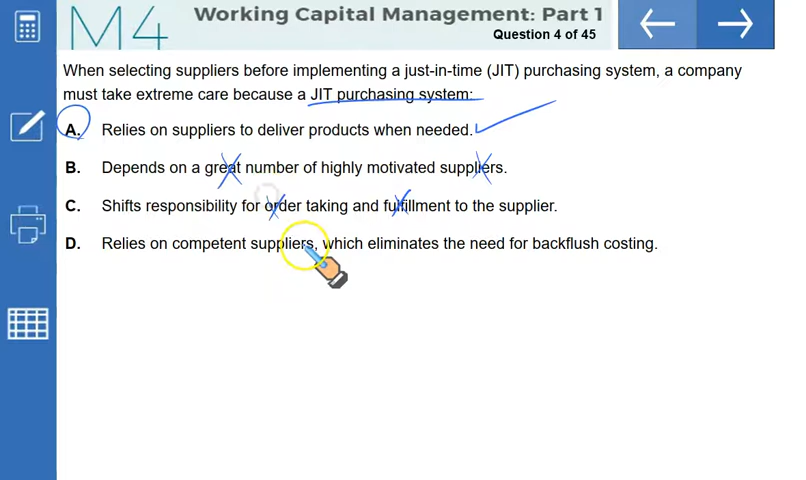 M4
Working Capital Management: Part 1
Question 4 of 45
When selecting suppliers before implementing a just-in-time (JIT) purchasing system, a company
must take extreme care because a JIT purchasing system:
A. Relies on suppliers to deliver products when needed.
B. Depends on a great number of highly motivated suppliers.
C. Shifts responsibility for order taking and fulfillment to the supplier.
D. Relies on competent suppliers, which eliminates the need for backflush costing.